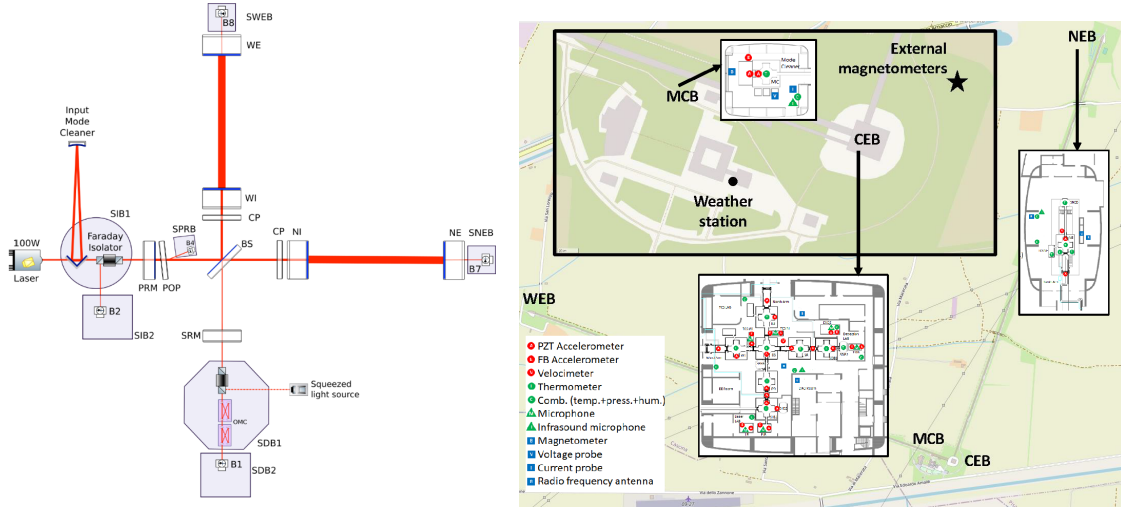 SWEB
B8
WE
Input
Mode
Cleaner
WI
CP
SIB1
Faraday
Isolator
SPRB
B4
BS
CP
NI
NE
SNEB
B7
100W
Laser
PRM
POP
B2
SIB2
SRM
Squeezed
light source
OMC
SDB1
B1
SDB2
MCB
Mode
Cleaner
MC
External
magnetometers
NEB
CEB
Weather
station
WEB
PZT Accelerometer
FB Accelerometer
Velocimeter
Thermometer
Comb. (temp.+press.+hum.)
Microphone
Infrasound microphone
Magnetometer
Voltage probe
Current probe
Radio frequency antenna
MCB
CEB